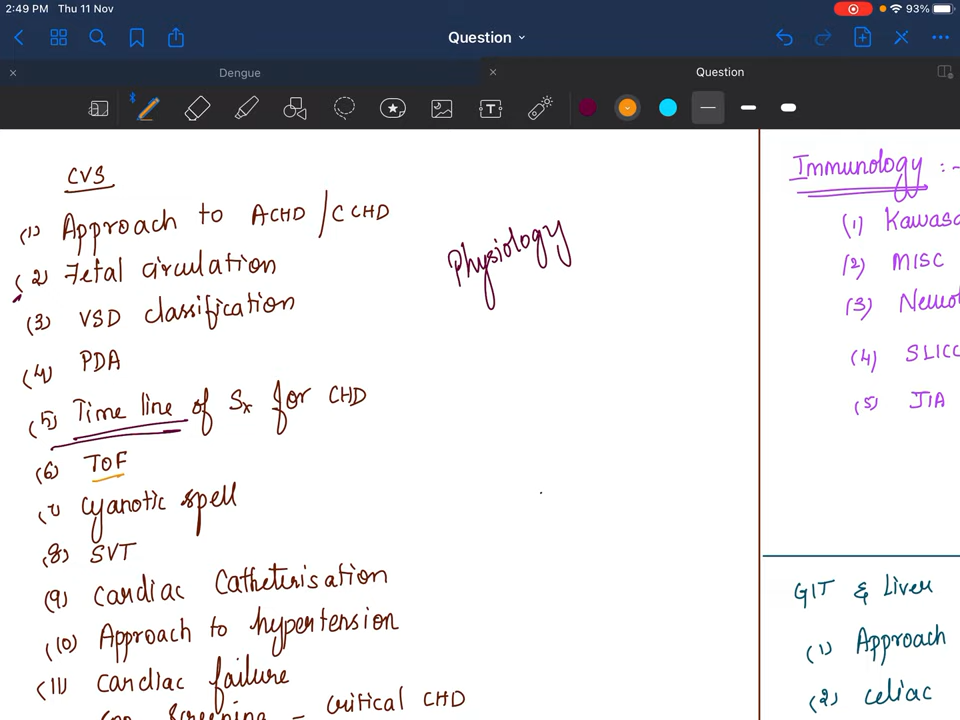 2:49 PM Thu 11 Nov
93%
Question
Dengue
Question
CVS
(1) Approach to ACHD / CCHD
(2) Fetal circulation
(3) VSD classification
(4) PDA
(5) Time line of Sx for CHD
(6) TOF
(7) Cyanotic spell
(8) SVT
(9) Cardiac Catheterisation
(10) Approach to hypertension
(11) Cardiac failure
Screening - critical CHD
Physiology
Immunology :-
(1) Kawasa
(2) MISC
(3)
(4) SLICC
(5) JIA
GIT & Liver
(1) Approach
(2) Celiac